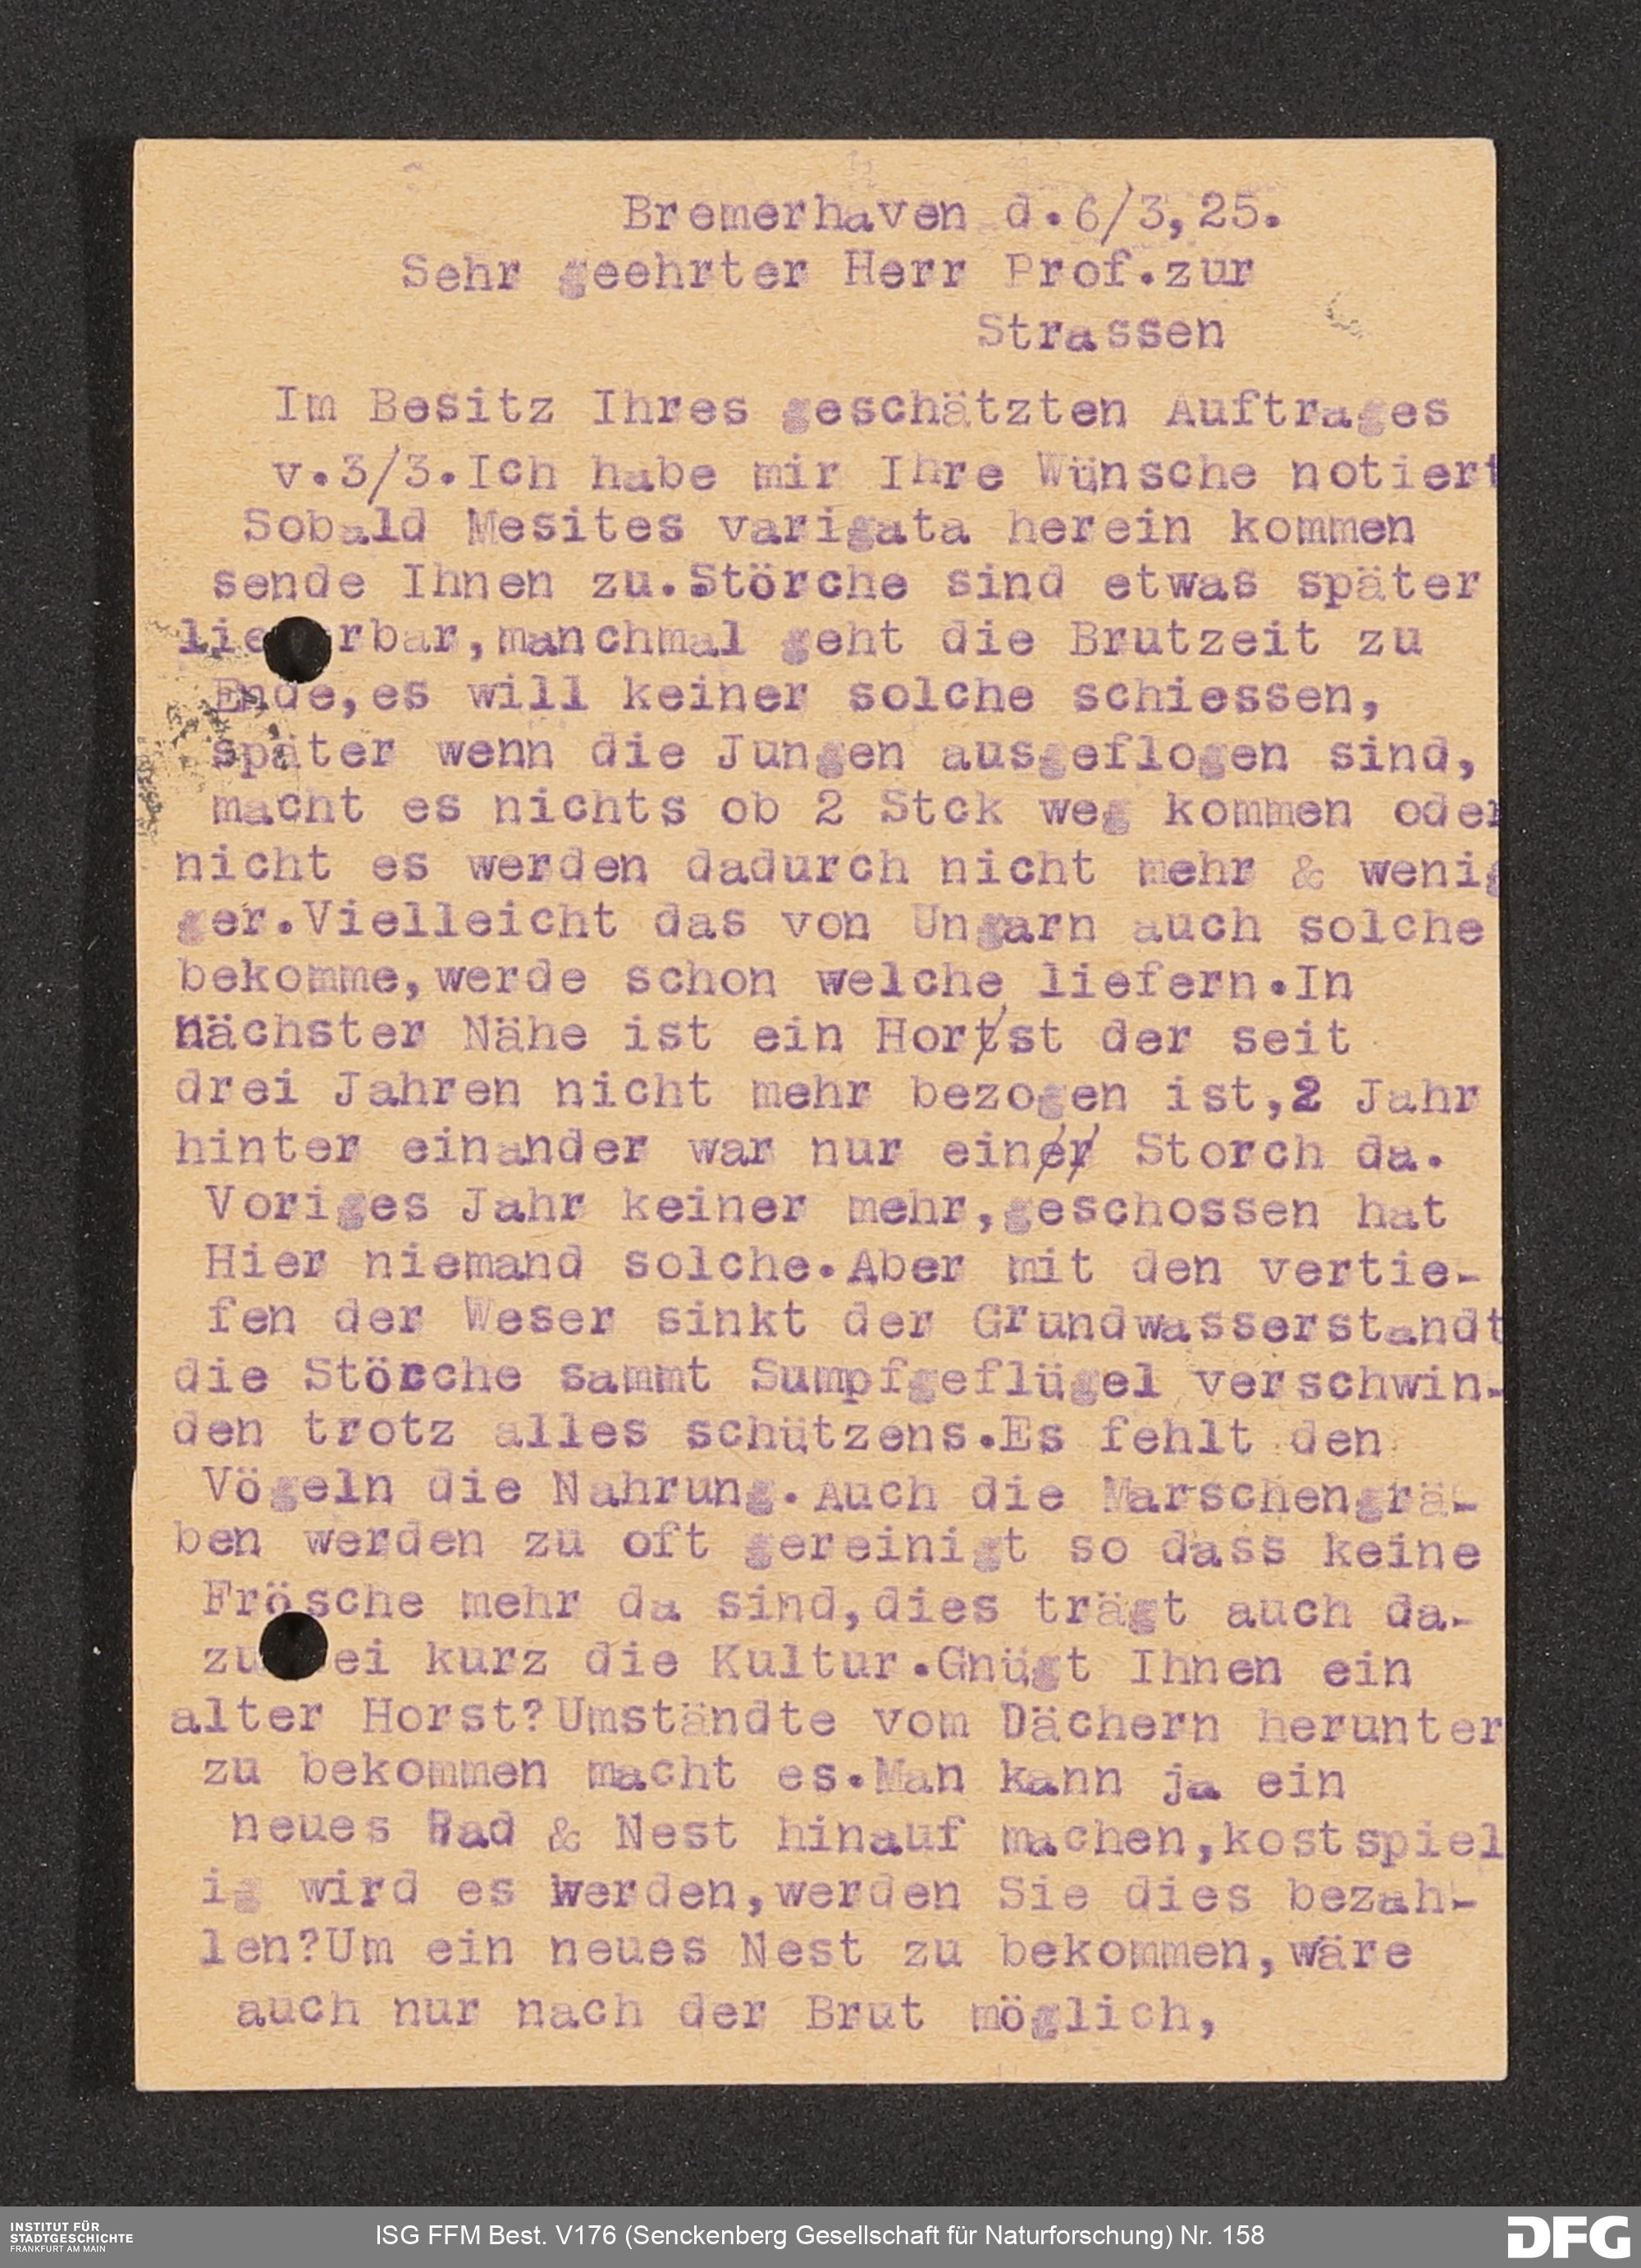 Bremerhaven d.6/3,25.
Sehr geehrter Herr Prof.zur
Strassen
Im Besitz Ihres geschätzten Auftrages
v.3/3.Ich habe mir Ihre Wünsche notiert
Sobald Mesites varigata herein kommen
sende Ihnen zu.Störche sind etwas später
lie rbar,manchmal geht die Brutzeit zu
Ende,es will keiner solche schiessen,
später wenn die Jungen ausgeflogen sind,
macht es nichts ob 2 Stck weg kommen oder
nicht es werden dadurch nicht mehr & wenig
ger.Vielleicht das von Ungarn auch solche
bekomme,werde schon welche liefern.In
nächster Nähe ist ein Hortst der seit
drei Jahren nicht mehr bezogen ist,2 Jahr
hinter einander war nur einer Storch da.
Voriges Jahr keiner mehr,geschossen hat
Hier niemand solche.Aber mit den vertie-
fen der Weser sinkt der Grundwasserstandt
die Störche sammt Sumpfgeflügel verschwin-
den trotz alles schützens.Es fehlt den
Vögeln die Nahrung.Auch die Marschengrä-
ben werden zu oft gereinigt so dass keine
Frösche mehr da sind,dies trägt auch da-
zu ei kurz die Kultur.Gnügt Ihnen ein
alter Horst?Umständte vom Dächern herunter
zu bekommen macht es.Man kann ja ein
neues Rad & Nest hinauf machen,kostspiel
ig wird es werden,werden Sie dies bezah-
len?Um ein neues Nest zu bekommen,wäre
auch nur nach der Brut möglich,
INSTITUT FÜR
STADTGESCHICHTE
FRANKFURT AM MAIN
ISG FFM Best. V176 (Senckenberg Gesellschaft für Naturforschung) Nr. 158
DFG